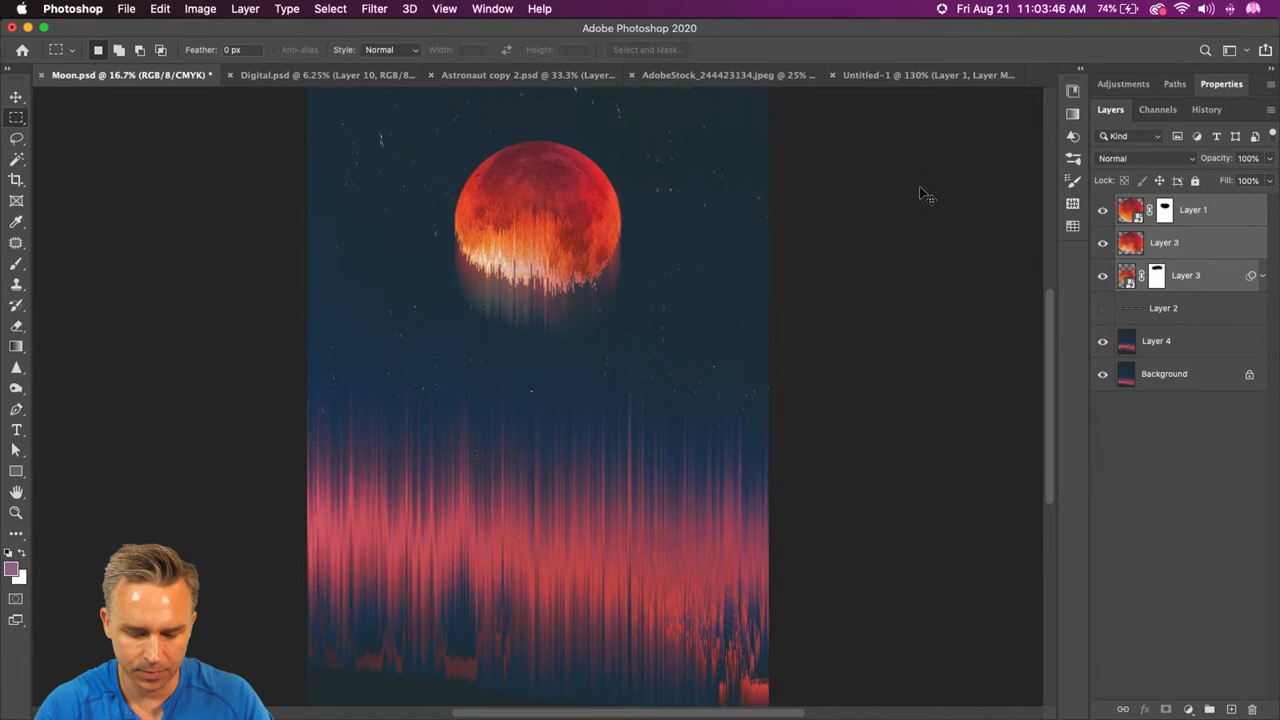 Photoshop File Edit Image Layer Type Select Filter 3D View Window Help Fri Aug 21 11:03:46 AM 74%
Adobe Photoshop 2020
Feather: 0 px Anti-alias Style: Normal Width: Height: Select and Mask...
Moon.psd @ 16.7% (RGB/8/CMYK) * Digital.psd @ 6.25% (Layer 10, RGB/8... Astronaut copy 2.psd @ 33.3% (Layer... AdobeStock_244423134.jpeg @ 25% ... Untitled-1 @ 130% (Layer 1, Layer M...
Adjustments Paths Properties
Layers Channels History
Kind
Normal Opacity: 100%
Lock: Fill: 100%
Layer 1
Layer 3
Layer 3
Layer 2
Layer 4
Background